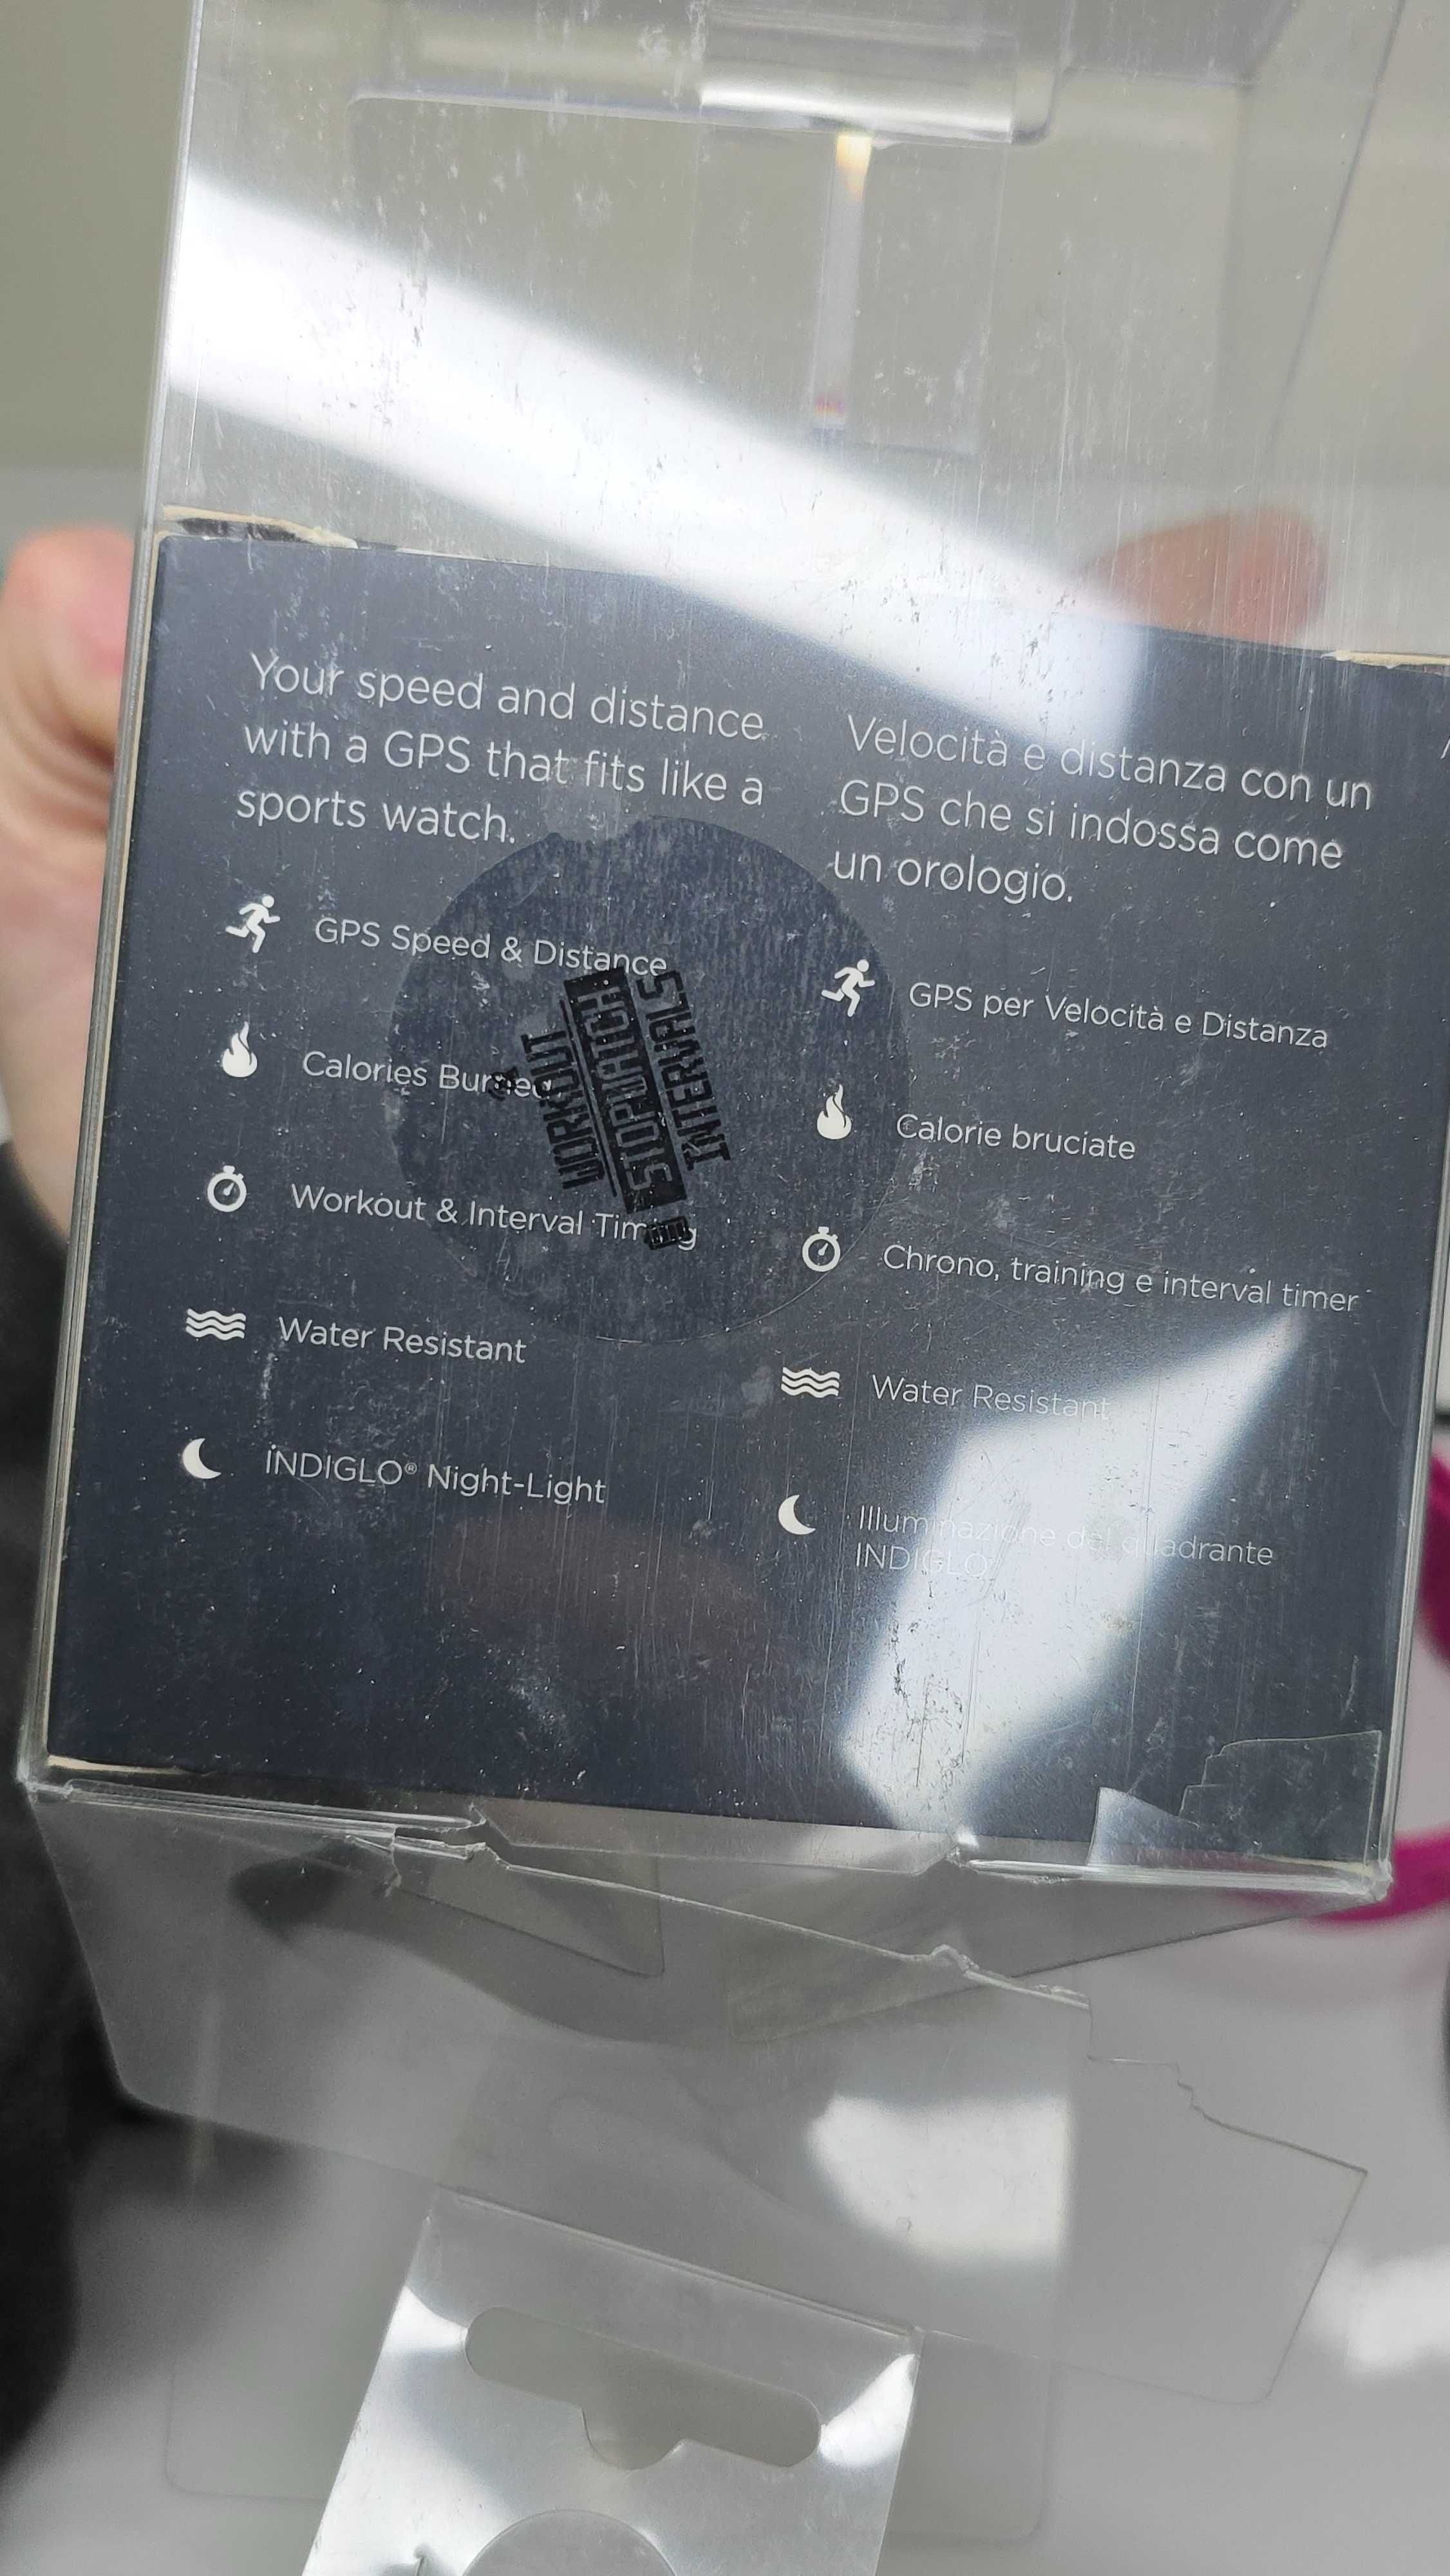 Your speed and distance
with a GPS that fits like a
sports watch.
GPS Speed & Distance
Calories Burned
Workout & Interval Timing
Water Resistant
INDIGLO® Night-Light
Velocità e distanza con un
GPS che si indossa come
un orologio.
GPS per Velocità e Distanza
Calorie bruciate
Chrono, training e interval timer
Water Resistant
Illuminazione del quadrante
INDIGLO
WORKOUT
STOPWATCH
INTERVALS